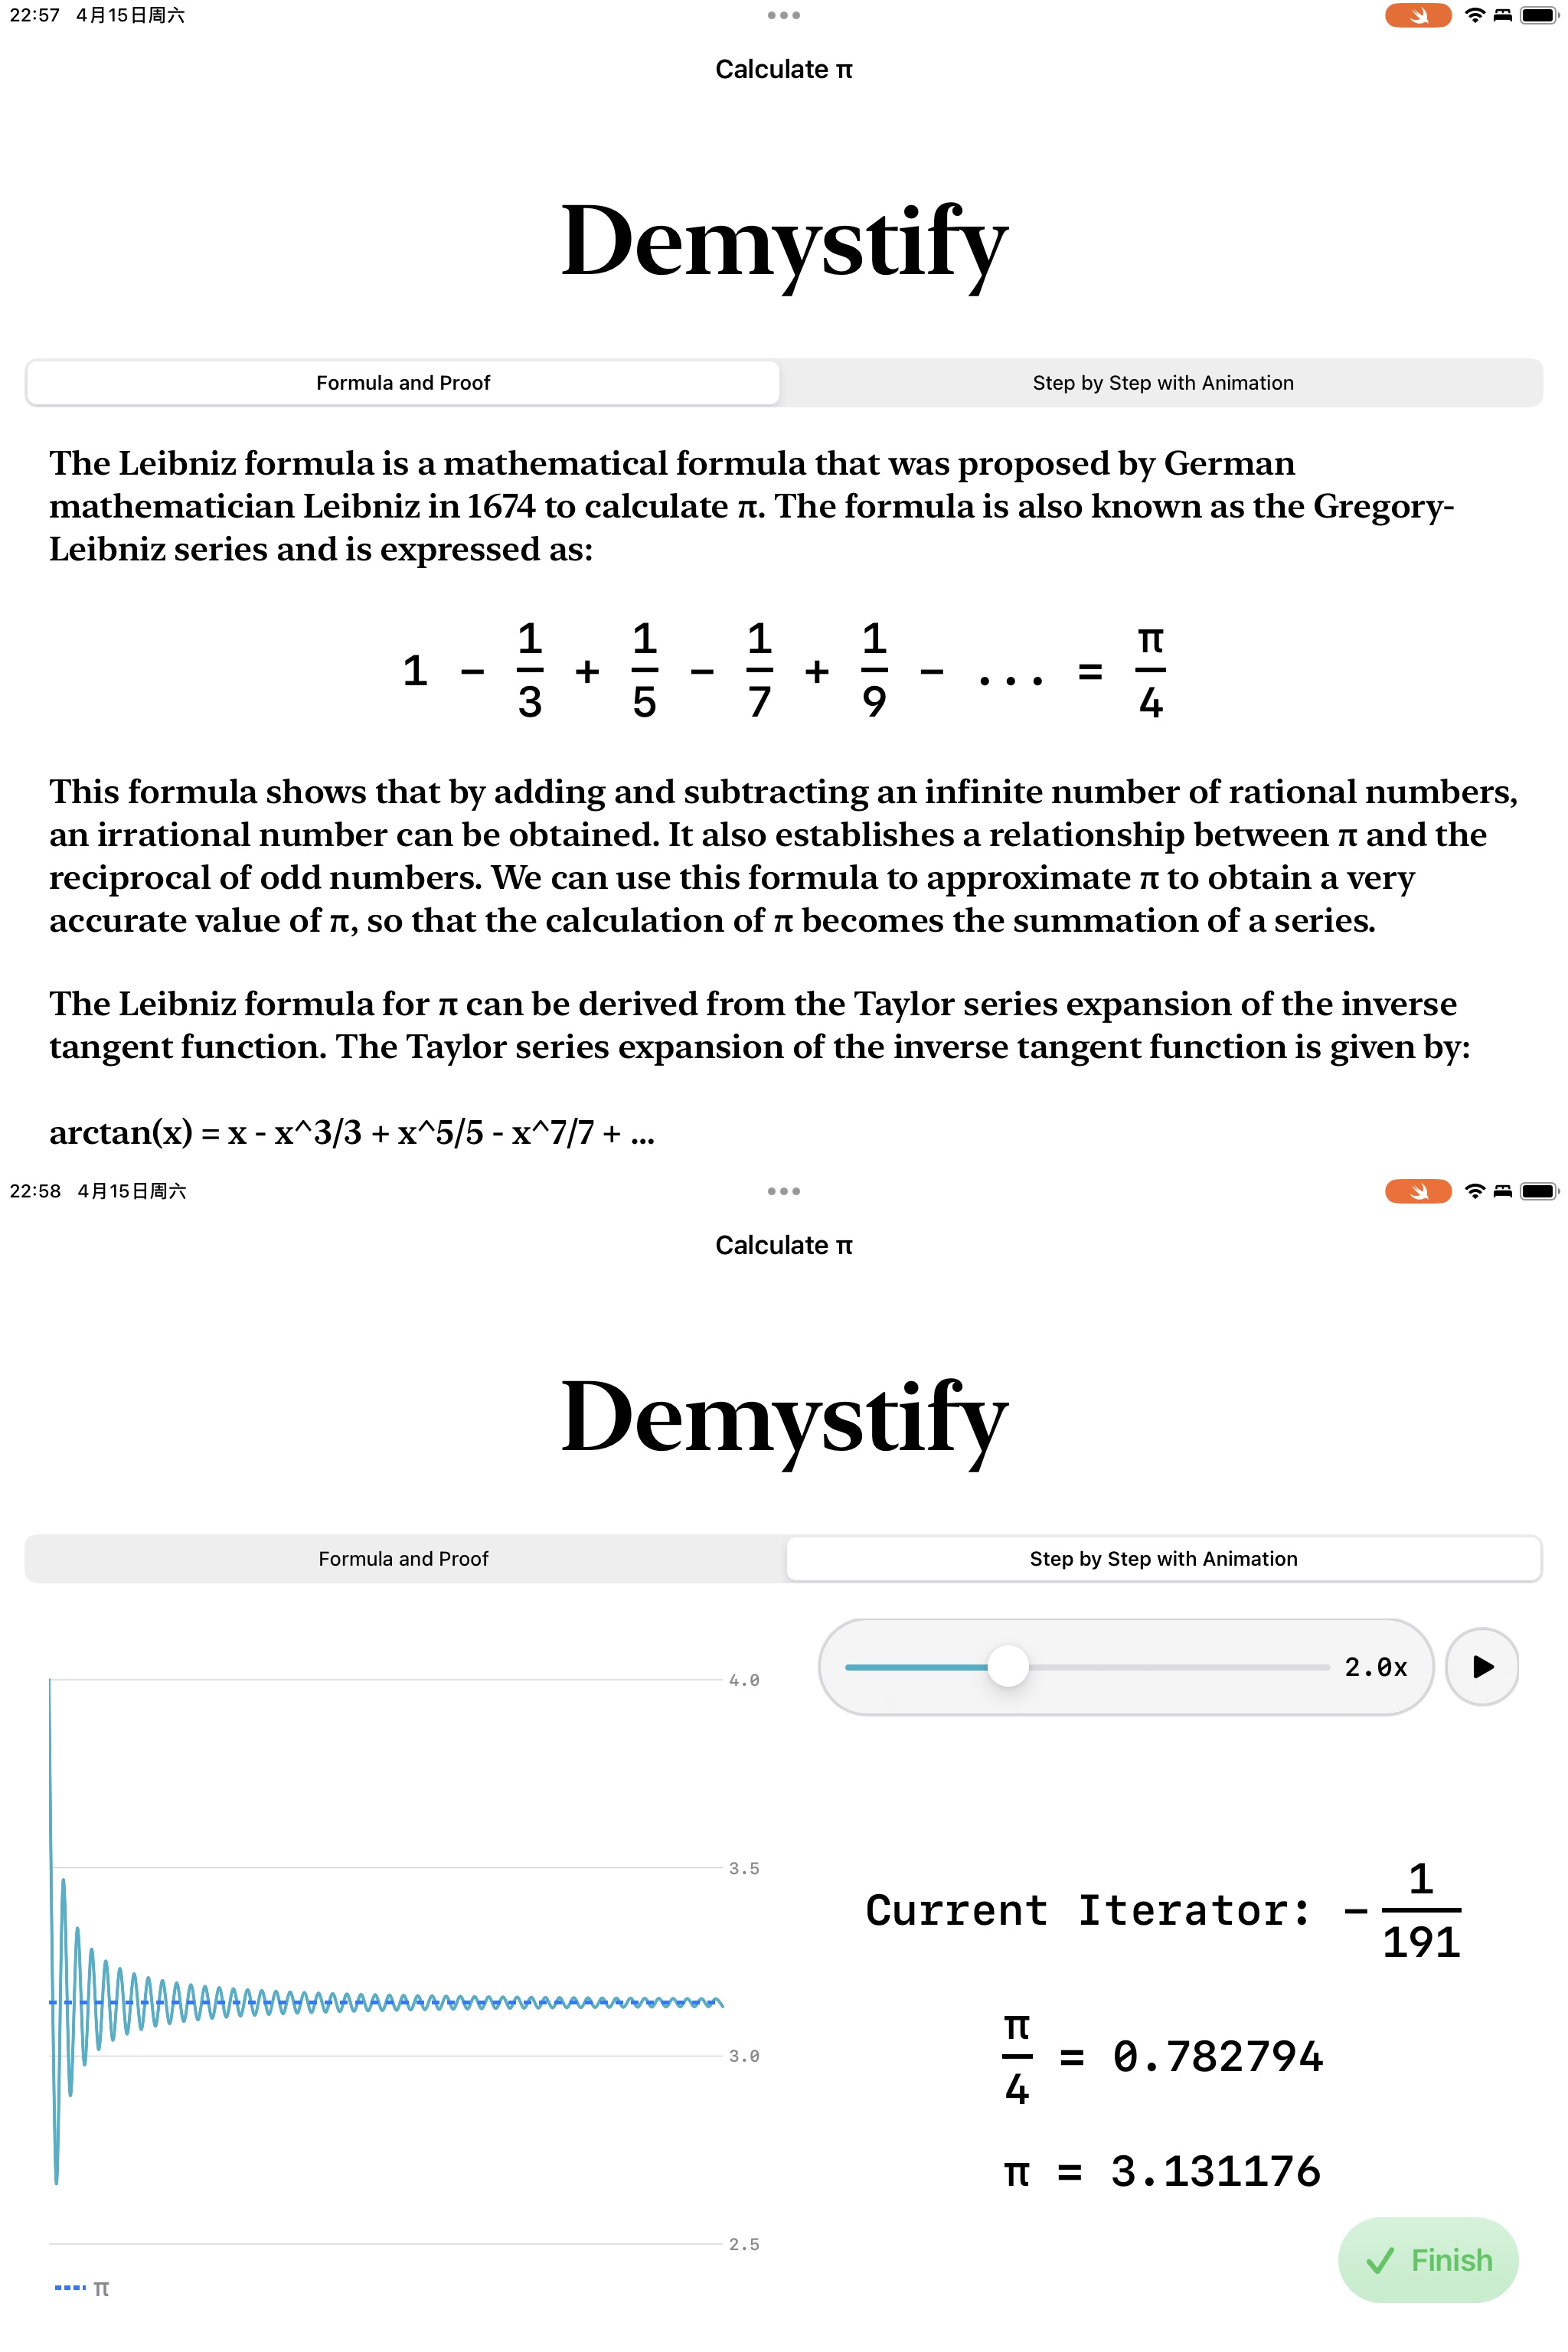 22:57 4月15日周六
Calculate π
Demystify
Formula and Proof
Step by Step with Animation
The Leibniz formula is a mathematical formula that was proposed by German
mathematician Leibniz in 1674 to calculate π. The formula is also known as the Gregory-
Leibniz series and is expressed as:
1 − 1/3 + 1/5 − 1/7 + 1/9 − ... = π/4
This formula shows that by adding and subtracting an infinite number of rational numbers,
an irrational number can be obtained. It also establishes a relationship between π and the
reciprocal of odd numbers. We can use this formula to approximate π to obtain a very
accurate value of π, so that the calculation of π becomes the summation of a series.
The Leibniz formula for π can be derived from the Taylor series expansion of the inverse
tangent function. The Taylor series expansion of the inverse tangent function is given by:
arctan(x) = x - x^3/3 + x^5/5 - x^7/7 + ...
22:58 4月15日周六
Calculate π
Demystify
Formula and Proof
Step by Step with Animation
4.0
3.5
3.0
2.5
π
2.0x
Current Iterator: − 1/191
π/4 = 0.782794
π = 3.131176
Finish